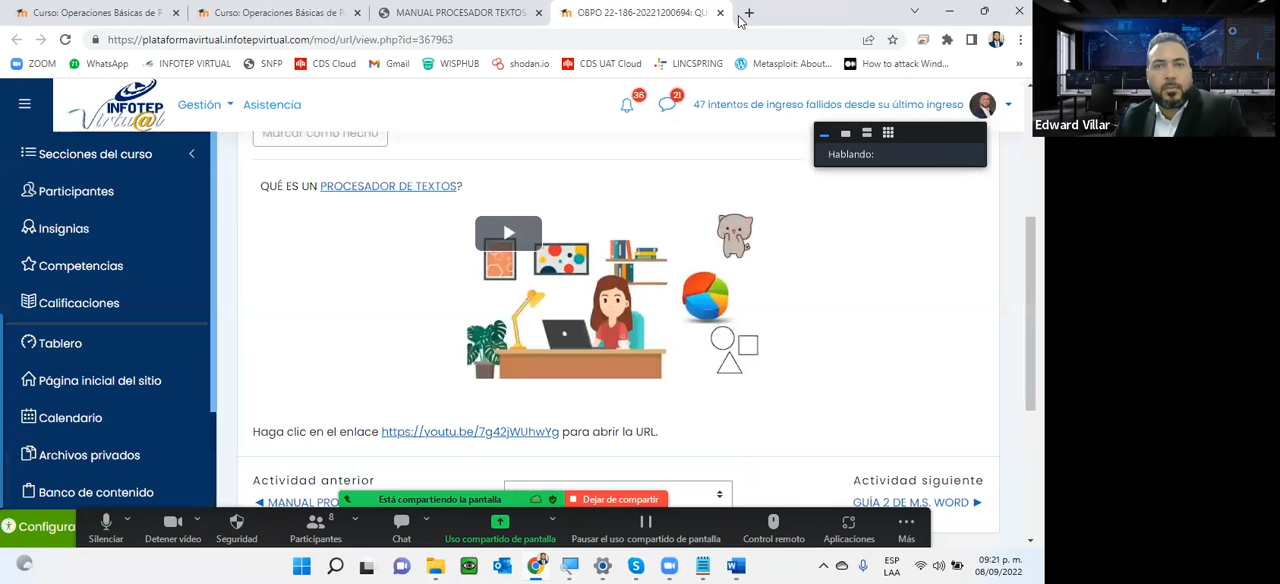 Curso: Operaciones Básicas de P
Curso: Operaciones Básicas de P
MANUAL PROCESADOR TEXTOS
OBPO 22-186-20221200694: QU
https://plataformavirtual.infotepvirtual.com/mod/url/view.php?id=367963
ZOOM
WhatsApp
INFOTEP VIRTUAL
SNFP
CDS Cloud
Gmail
WISPHUB
shodan.io
CDS UAT Cloud
LINCSPRING
Metasploit: About...
How to attack Wind...
»
Edward Villar
INFOTEP
Virtu@l
Gestión
Asistencia
36
21
47 intentos de ingreso fallidos desde su último ingreso
Hablando:
Marcar como hecho
Secciones del curso
Participantes
Insignias
Competencias
Calificaciones
Tablero
Página inicial del sitio
Calendario
Archivos privados
Banco de contenido
Configura
QUÉ ES UN PROCESADOR DE TEXTOS?
Haga clic en el enlace https://youtu.be/7g42jWUhwYg para abrir la URL.
Actividad anterior
◄ MANUAL PRO
Actividad siguiente
GUÍA 2 DE M.S. WORD ►
Está compartiendo la pantalla
Dejar de compartir
Silenciar
Detener vídeo
Seguridad
8
Participantes
Chat
Uso compartido de pantalla
Pausar el uso compartido de pantalla
Control remoto
Aplicaciones
Más
ESP
LAA
09:21 p. m.
08/09/2022